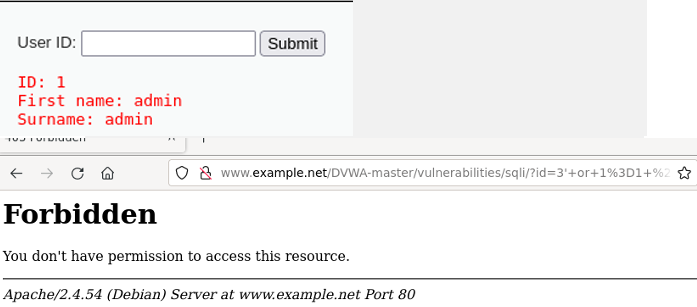 User ID:
Submit
ID: 1
First name: admin
Surname: admin
403 Forbidden
www.example.net/DVWA-master/vulnerabilities/sqli/?id=3'+or+1%3D1+%2
Forbidden
You don't have permission to access this resource.
Apache/2.4.54 (Debian) Server at www.example.net Port 80